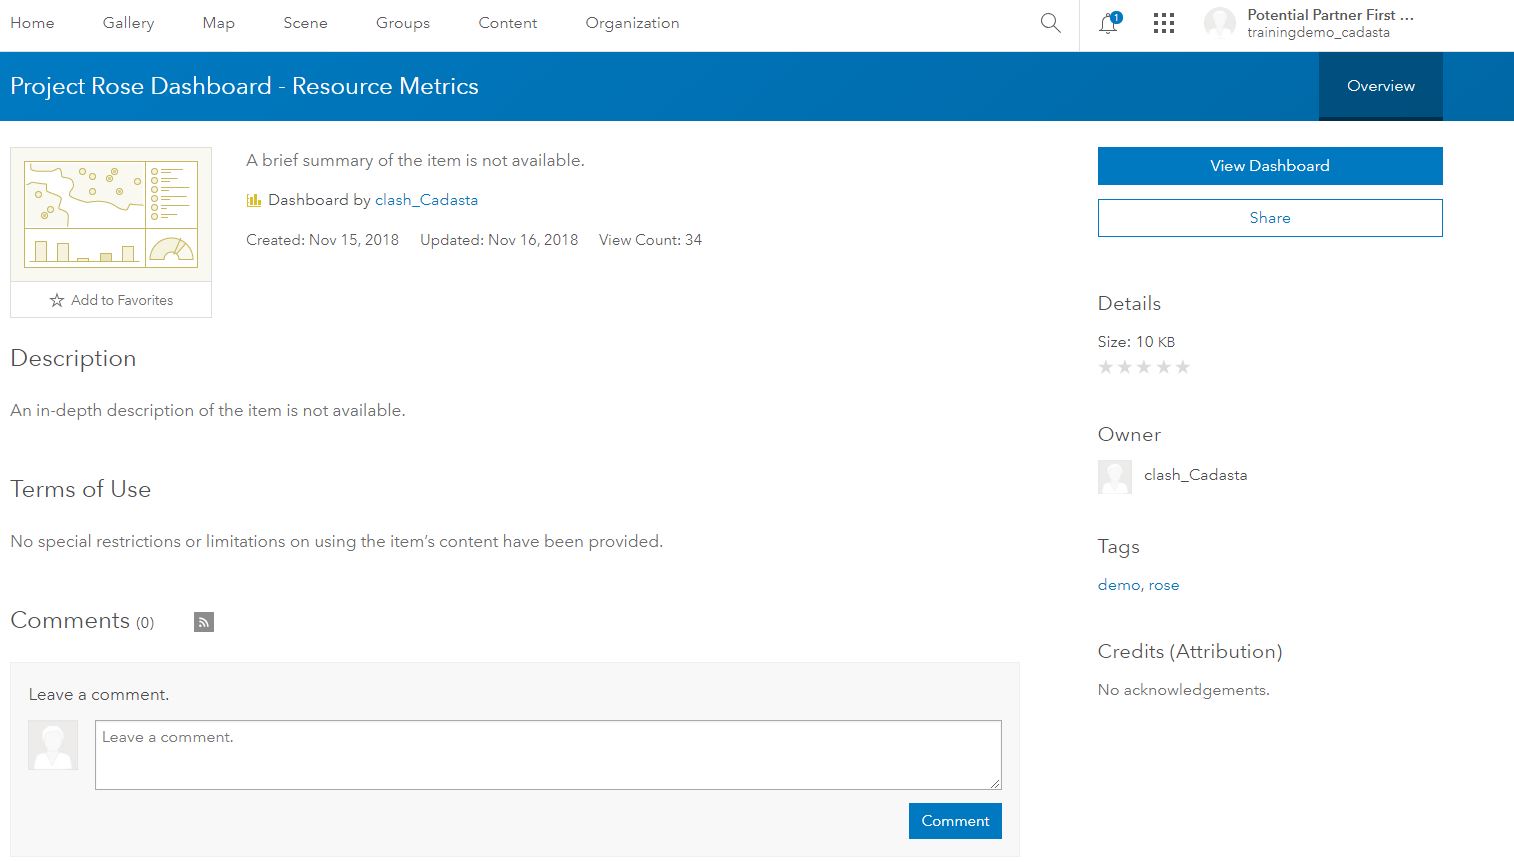 Home Gallery Map Scene Groups Content Organization
1
Potential Partner First ...
trainingdemo_cadasta
Project Rose Dashboard - Resource Metrics
Overview
A brief summary of the item is not available.
Dashboard by clash_Cadasta
Created: Nov 15, 2018 Updated: Nov 16, 2018 View Count: 34
Add to Favorites
View Dashboard
Share
Description
An in-depth description of the item is not available.
Terms of Use
No special restrictions or limitations on using the item's content have been provided.
Comments (0)
Leave a comment.
Leave a comment.
Comment
Details
Size: 10 KB
Owner
clash_Cadasta
Tags
demo, rose
Credits (Attribution)
No acknowledgements.